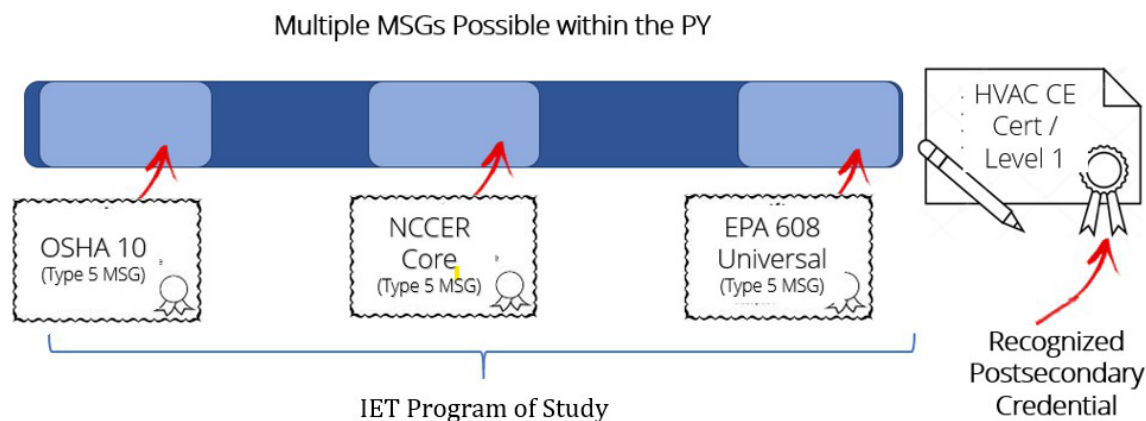 Multiple MSGs Possible within the PY
HVAC CE
Cert /
Level 1
OSHA 10
(Type 5 MSG)
NCCER
Core
(Type 5 MSG)
EPA 608
Universal
(Type 5 MSG)
Recognized
Postsecondary
Credential
IET Program of Study